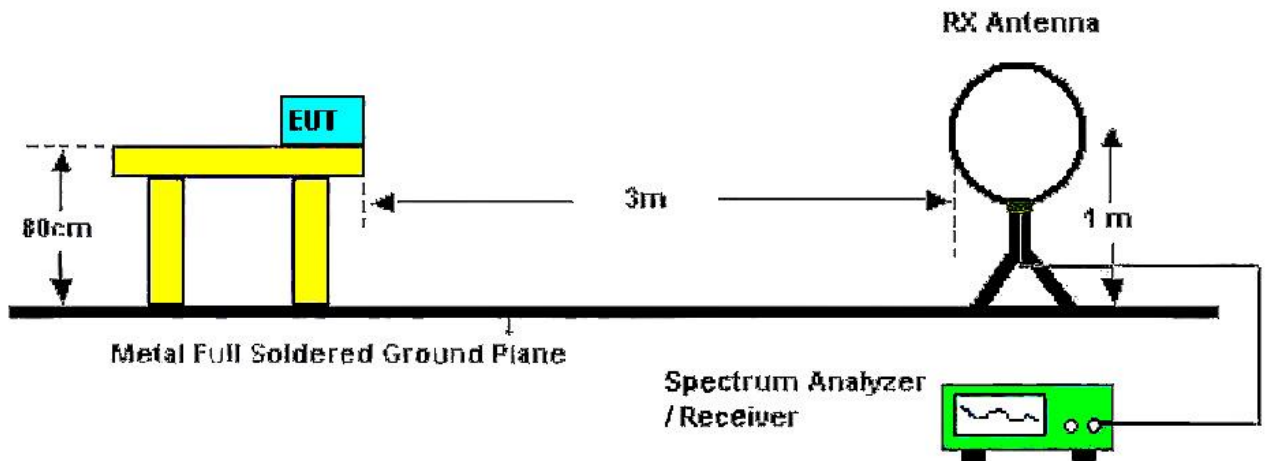 RX Antenna
EUT
80cm
3m
1 m
Metal Full Soldered Ground Plane
Spectrum Analyzer
/ Receiver